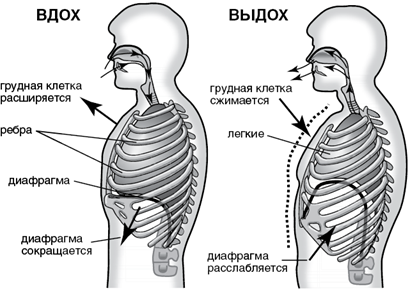 ВДОХ
грудная клетка
расширяется
ребра
диафрагма
диафрагма
сокращается
ВЫДОХ
грудная клетка
сжимается
легкие
диафрагма
расслабляется